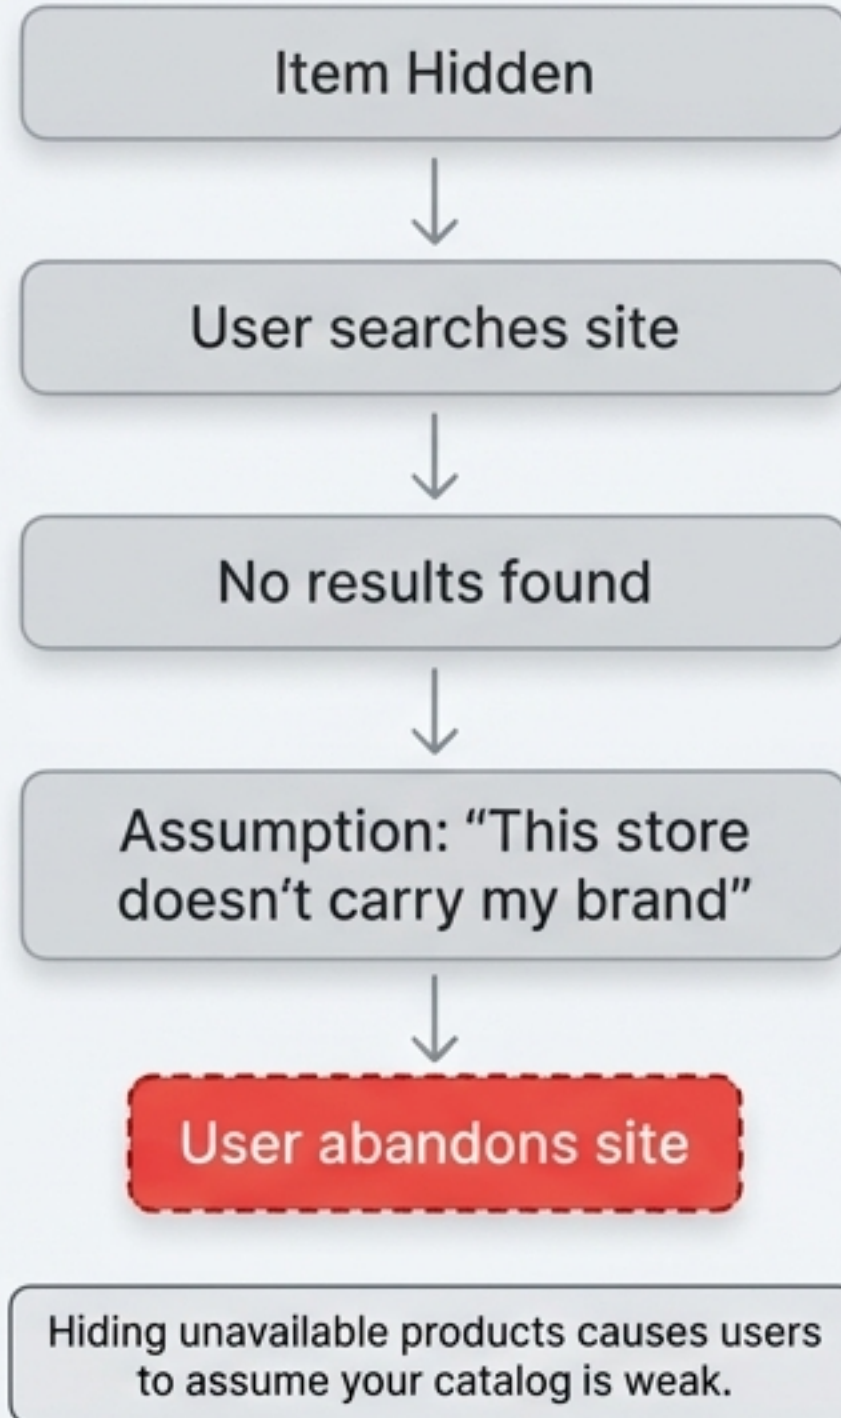 Item Hidden
User searches site
No results found
Assumption: “This store
doesn‘t carry my brand”
User abandons site
Hiding unavailable products causes users
to assume your catalog is weak.